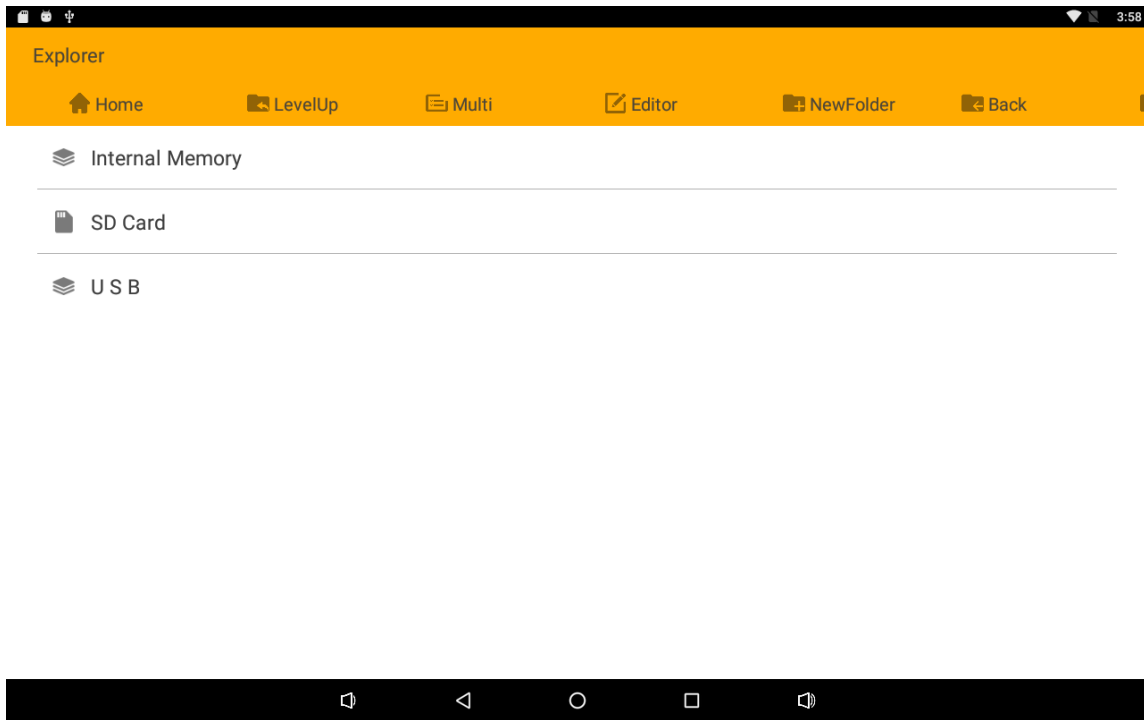 3:58
Explorer
Home LevelUp Multi Editor NewFolder Back
Internal Memory
SD Card
U S B